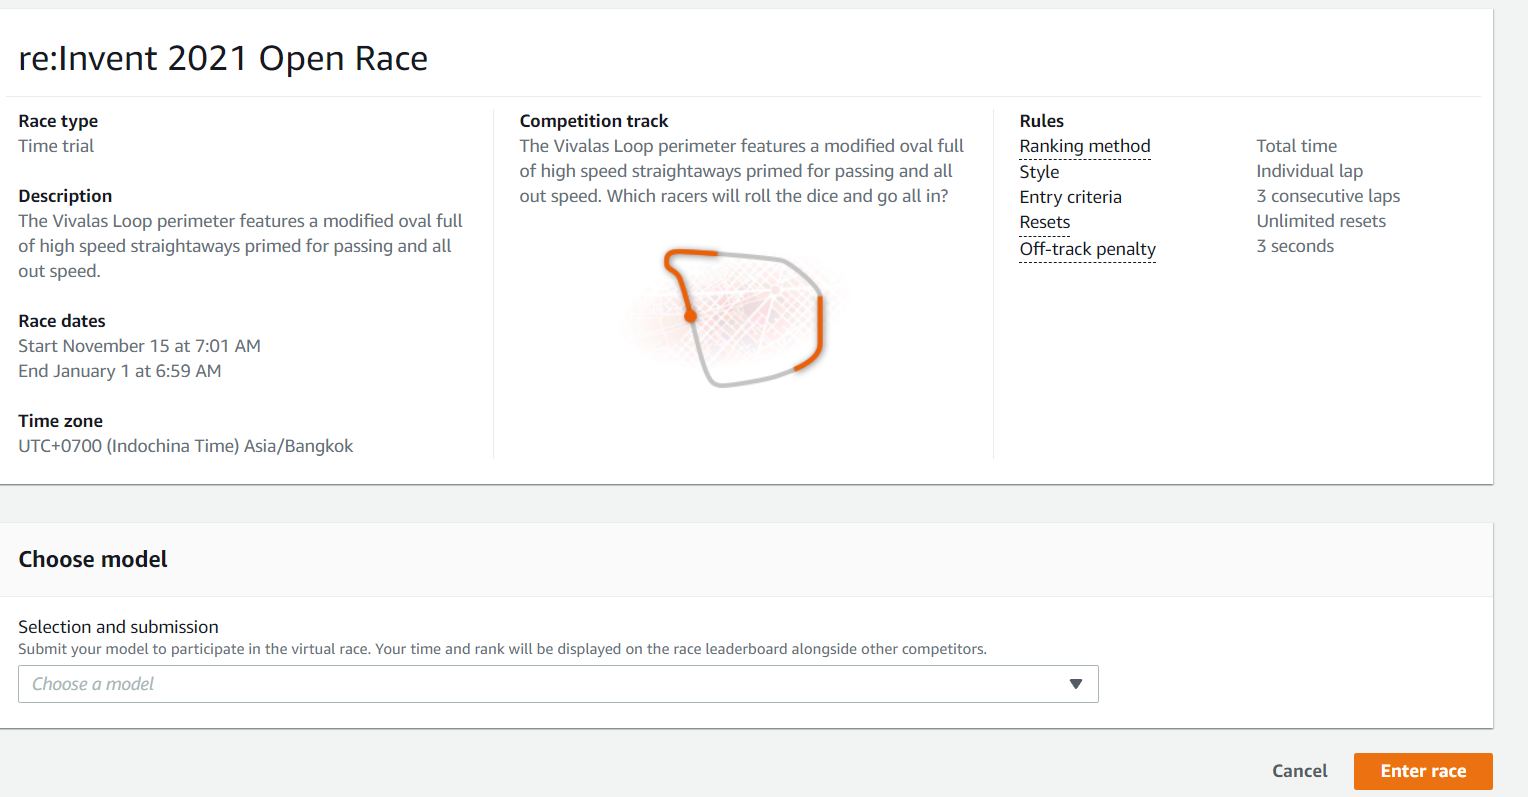 re:Invent 2021 Open Race
Race type
Time trial
Description
The Vivalas Loop perimeter features a modified oval full
of high speed straightaways primed for passing and all
out speed.
Race dates
Start November 15 at 7:01 AM
End January 1 at 6:59 AM
Time zone
UTC+0700 (Indochina Time) Asia/Bangkok
Competition track
The Vivalas Loop perimeter features a modified oval full
of high speed straightaways primed for passing and all
out speed. Which racers will roll the dice and go all in?
Rules
Ranking method Total time
Style Individual lap
Entry criteria 3 consecutive laps
Resets Unlimited resets
Off-track penalty 3 seconds
Choose model
Selection and submission
Submit your model to participate in the virtual race. Your time and rank will be displayed on the race leaderboard alongside other competitors.
Choose a model
Cancel Enter race